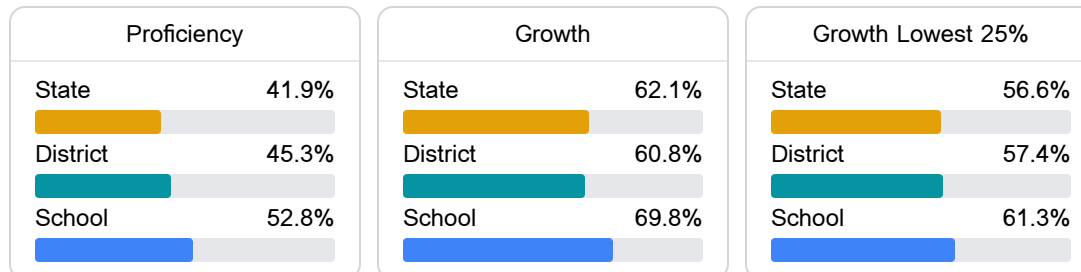 Proficiency
State 41.9%
District 45.3%
School 52.8%
Growth
State 62.1%
District 60.8%
School 69.8%
Growth Lowest 25%
State 56.6%
District 57.4%
School 61.3%